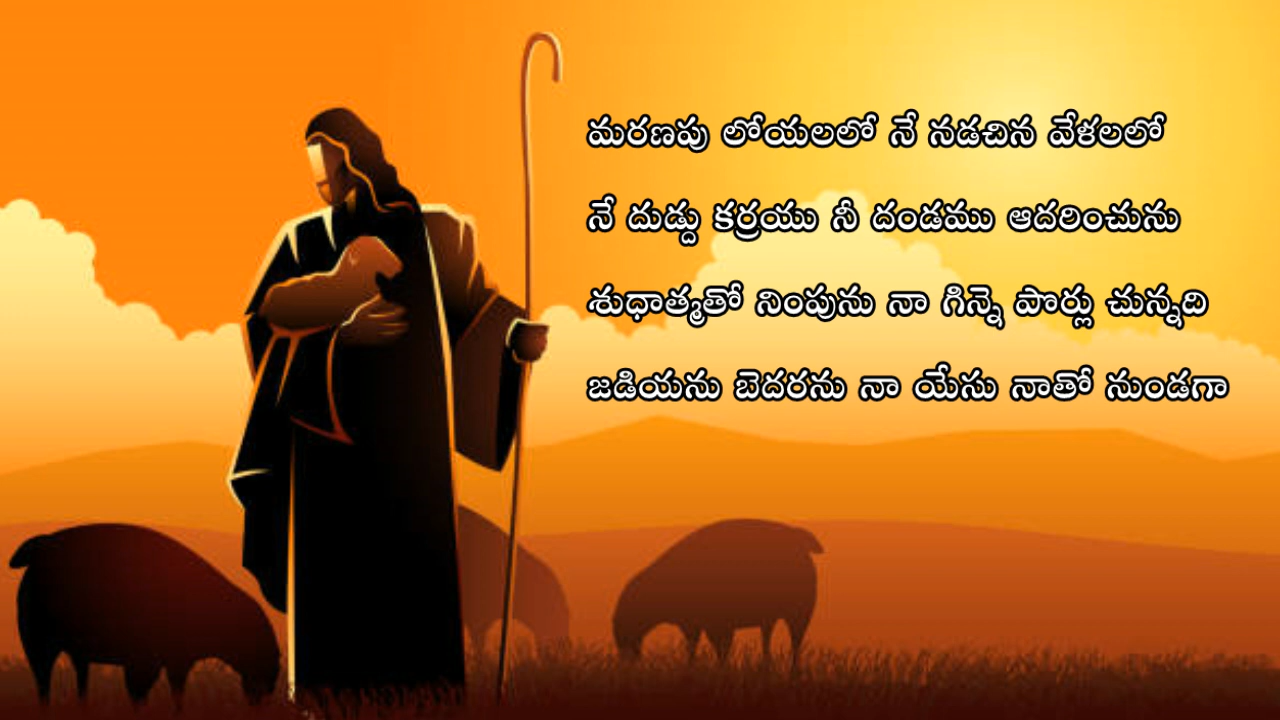 మరణపు లోయలలో నే నడచిన వేళలలో
నే దుడ్డు కర్రయు నీ దండము ఆదరించును
శుధాత్మతో నింపును నా గిన్నె పొర్లు చున్నది
జడియను బెదరను నా యేసు నాతో నుండగా